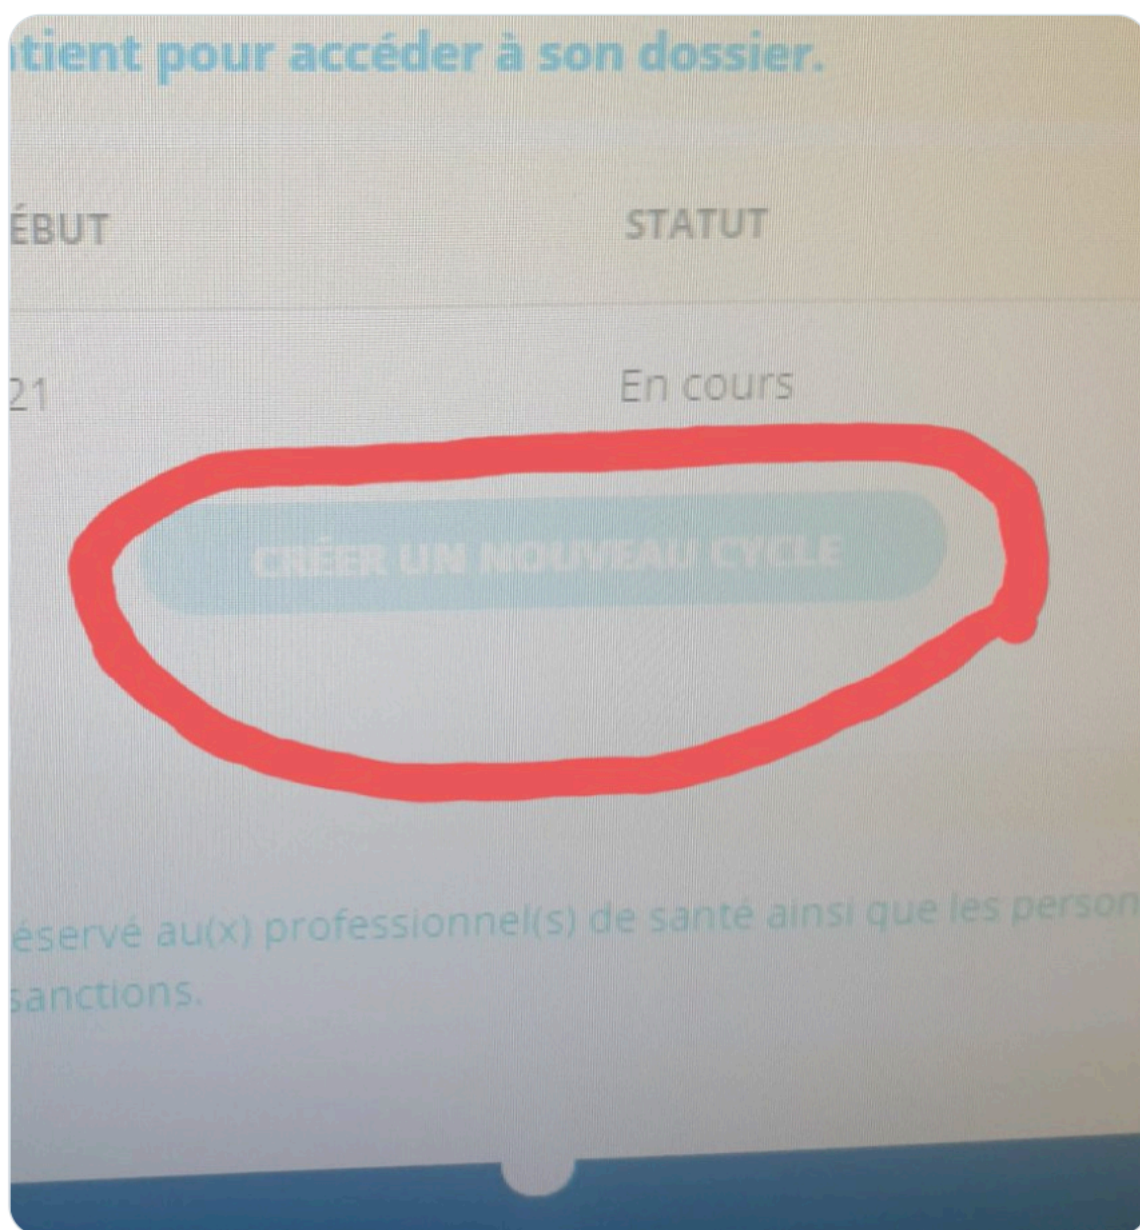 tient pour accéder à son dossier.
ÉBUT
STATUT
21
En cours
CRÉER UN NOUVEAU CYCLE
éservé au(x) professionnel(s) de santé ainsi que les person
sanctions.